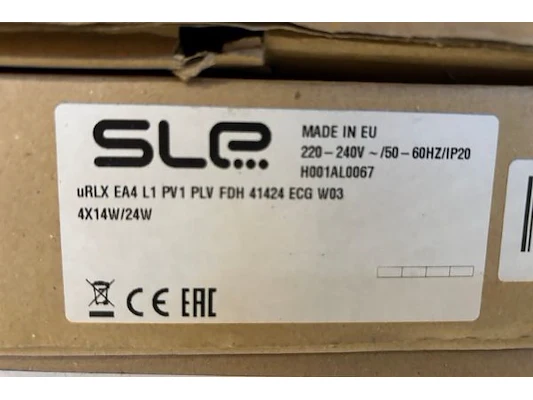 SLE
MADE IN EU
220-240V ~/50-60HZ/IP20
H001AL0067
uRLX EA4 L1 PV1 PLV FDH 41424 ECG W03
4X14W/24W
CE EAC